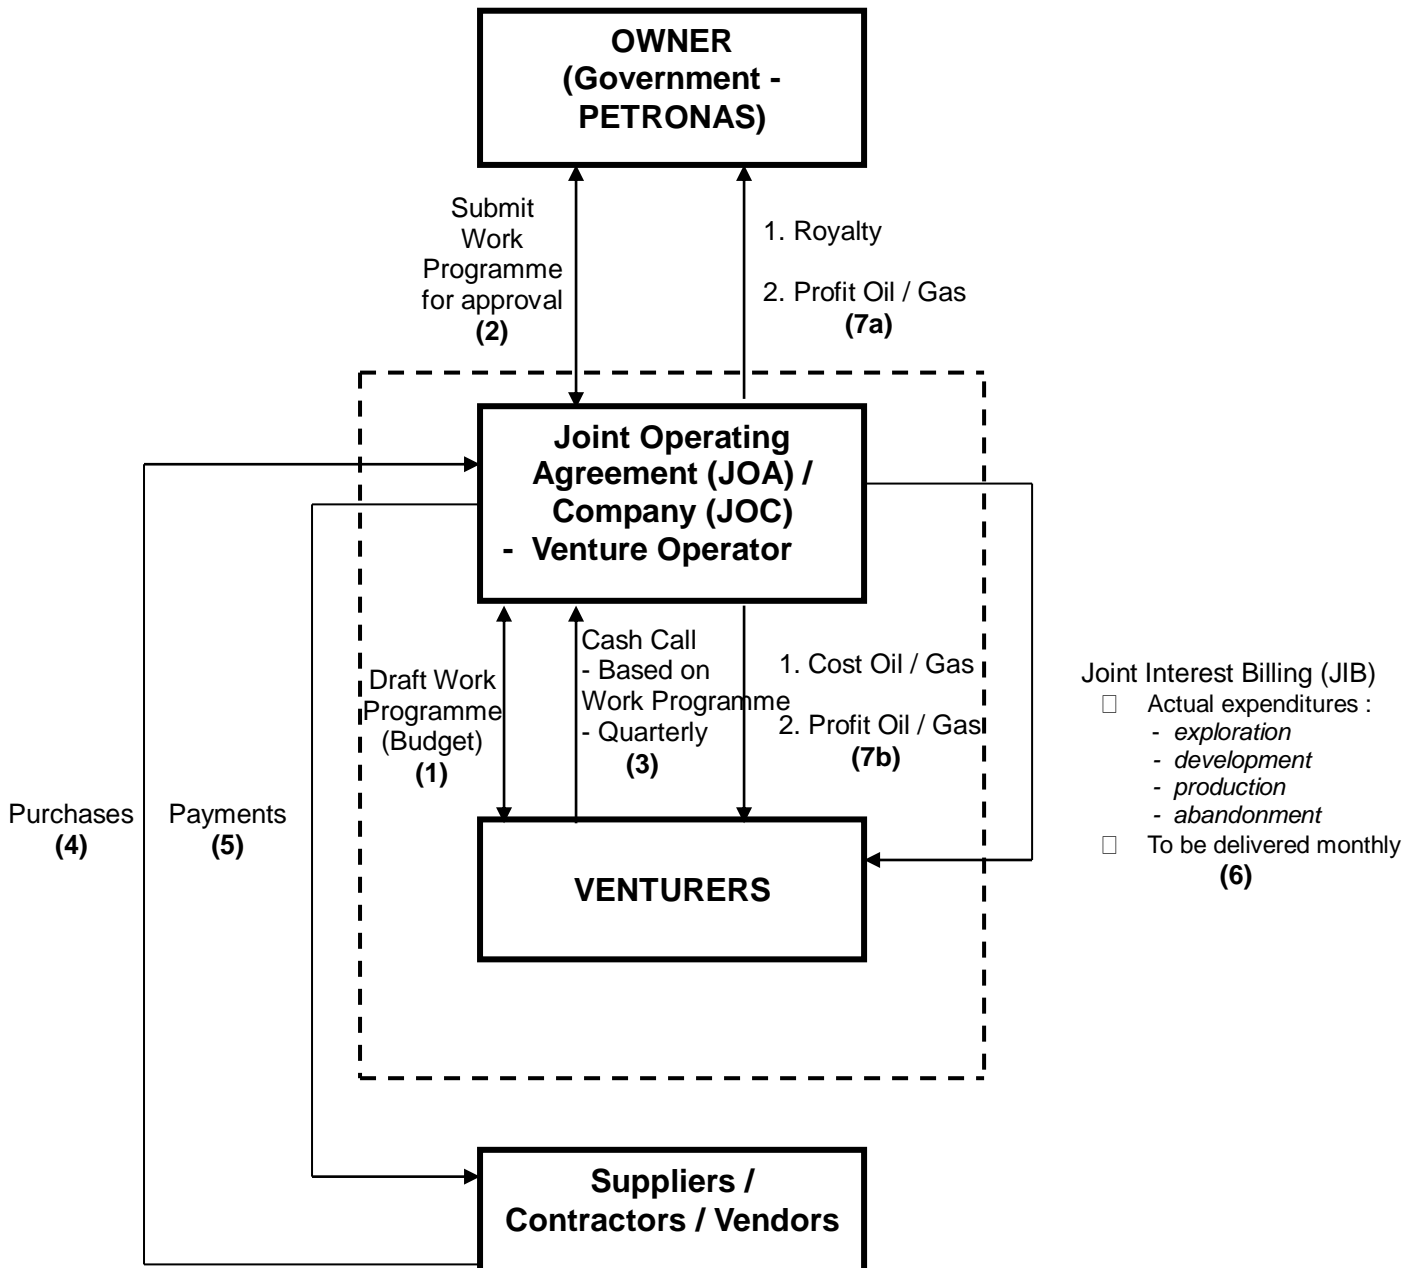 OWNER
(Government -
PETRONAS)
Submit
Work
Programme
for approval
(2)
1. Royalty
2. Profit Oil / Gas
(7a)
Joint Operating
Agreement (JOA) /
Company (JOC)
- Venture Operator
Draft Work
Programme
(Budget)
(1)
Cash Call
- Based on
Work Programme
- Quarterly
(3)
1. Cost Oil / Gas
2. Profit Oil / Gas
(7b)
Joint Interest Billing (JIB)
Actual expenditures :
- exploration
- development
- production
- abandonment
To be delivered monthly
(6)
Purchases
(4)
Payments
(5)
VENTURERS
Suppliers /
Contractors / Vendors